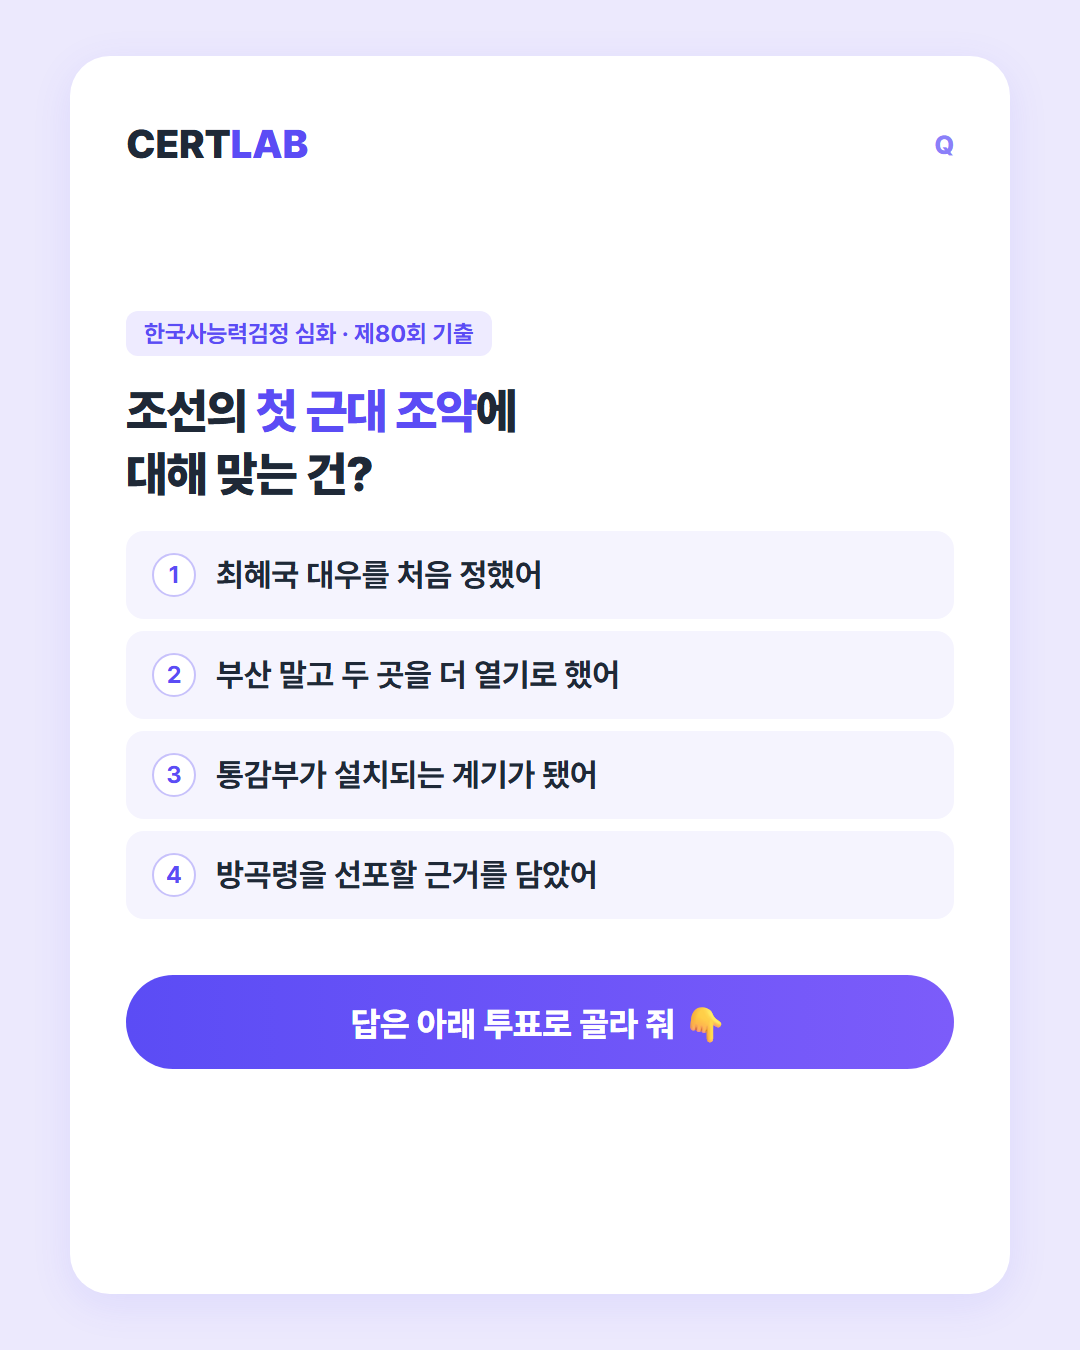 CERTLAB
Q
한국사능력검정 심화 · 제80회 기출
조선의 첫 근대 조약에
대해 맞는 건?
1 최혜국 대우를 처음 정했어
2 부산 말고 두 곳을 더 열기로 했어
3 통감부가 설치되는 계기가 됐어
4 방곡령을 선포할 근거를 담았어
답은 아래 투표로 골라 줘 👇